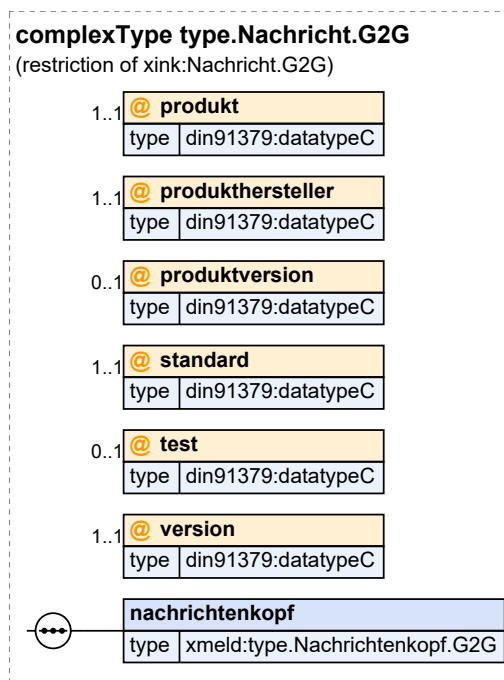 complexType type.Nachricht.G2G
(restriction of xink:Nachricht.G2G)
1..1 @ produkt
type din91379:datatypeC
1..1 @ produkthersteller
type din91379:datatypeC
0..1 @ produktversion
type din91379:datatypeC
1..1 @ standard
type din91379:datatypeC
0..1 @ test
type din91379:datatypeC
1..1 @ version
type din91379:datatypeC
nachrichtenkopf
type xmeld:type.Nachrichtenkopf.G2G